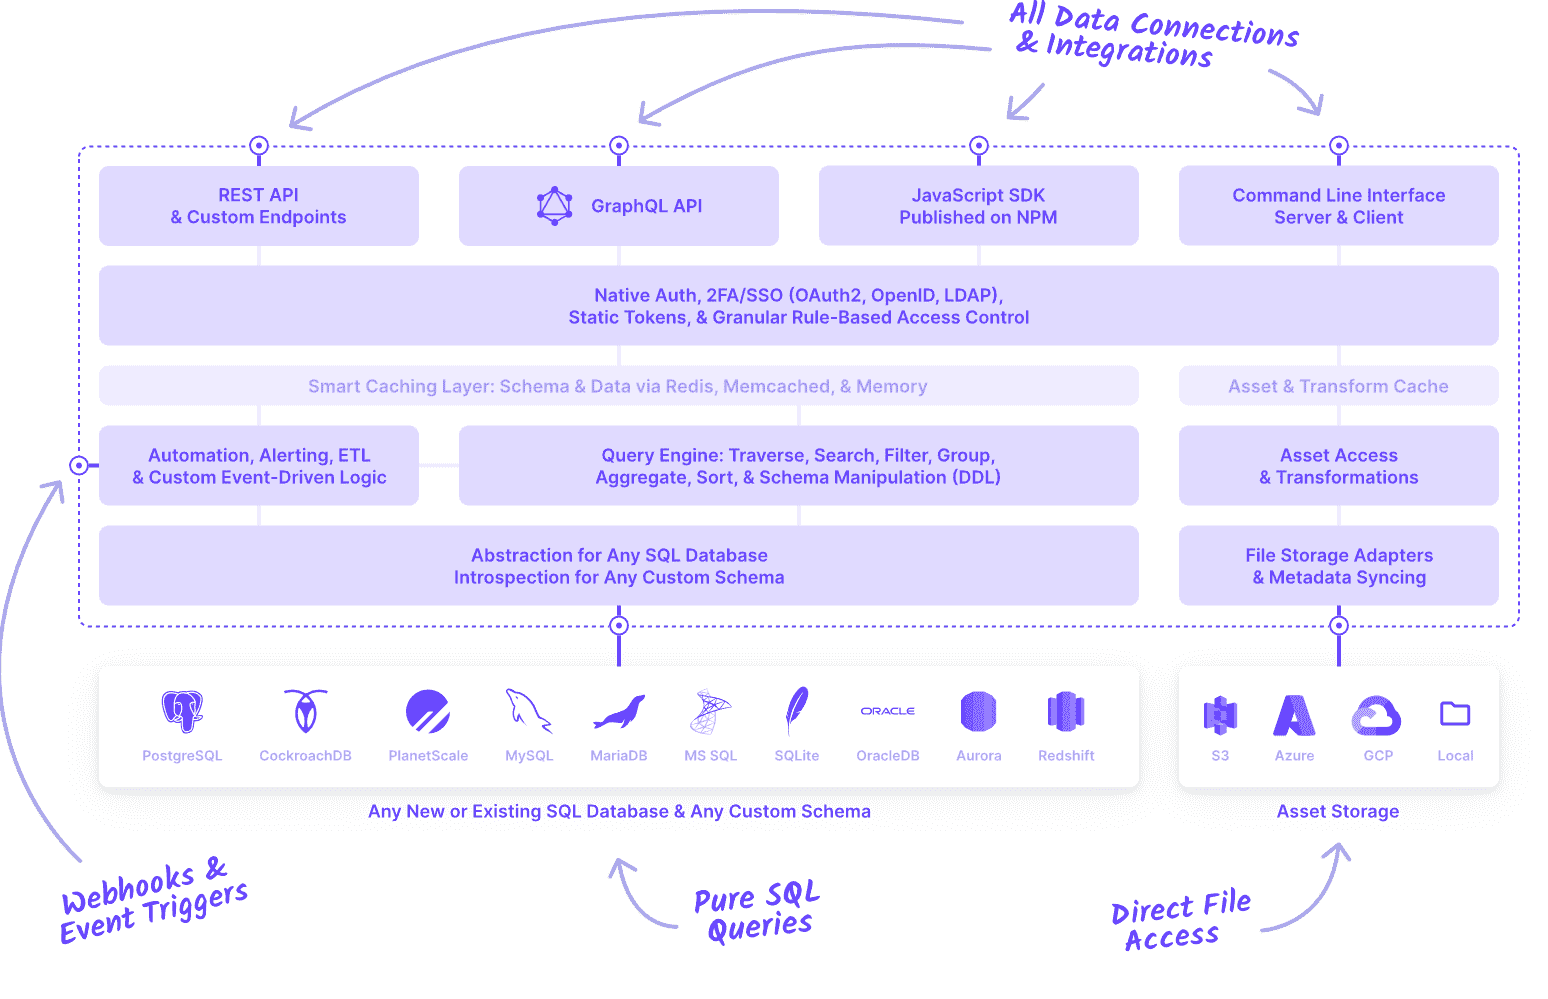 All Data Connections
& Integrations
REST API
& Custom Endpoints
GraphQL API
JavaScript SDK
Published on NPM
Command Line Interface
Server & Client
Native Auth, 2FA/SSO (OAuth2, OpenID, LDAP),
Static Tokens, & Granular Rule-Based Access Control
Smart Caching Layer: Schema & Data via Redis, Memcached, & Memory
Asset & Transform Cache
Automation, Alerting, ETL
& Custom Event-Driven Logic
Query Engine: Traverse, Search, Filter, Group,
Aggregate, Sort, & Schema Manipulation (DDL)
Asset Access
& Transformations
Abstraction for Any SQL Database
Introspection for Any Custom Schema
File Storage Adapters
& Metadata Syncing
ORACLE
PostgreSQL
CockroachDB
PlanetScale
MySQL
MariaDB
MS SQL
SQLite
OracleDB
Aurora
Redshift
S3
Azure
GCP
Local
Any New or Existing SQL Database & Any Custom Schema
Asset Storage
Webhooks &
Event Triggers
Pure SQL
Queries
Direct File
Access